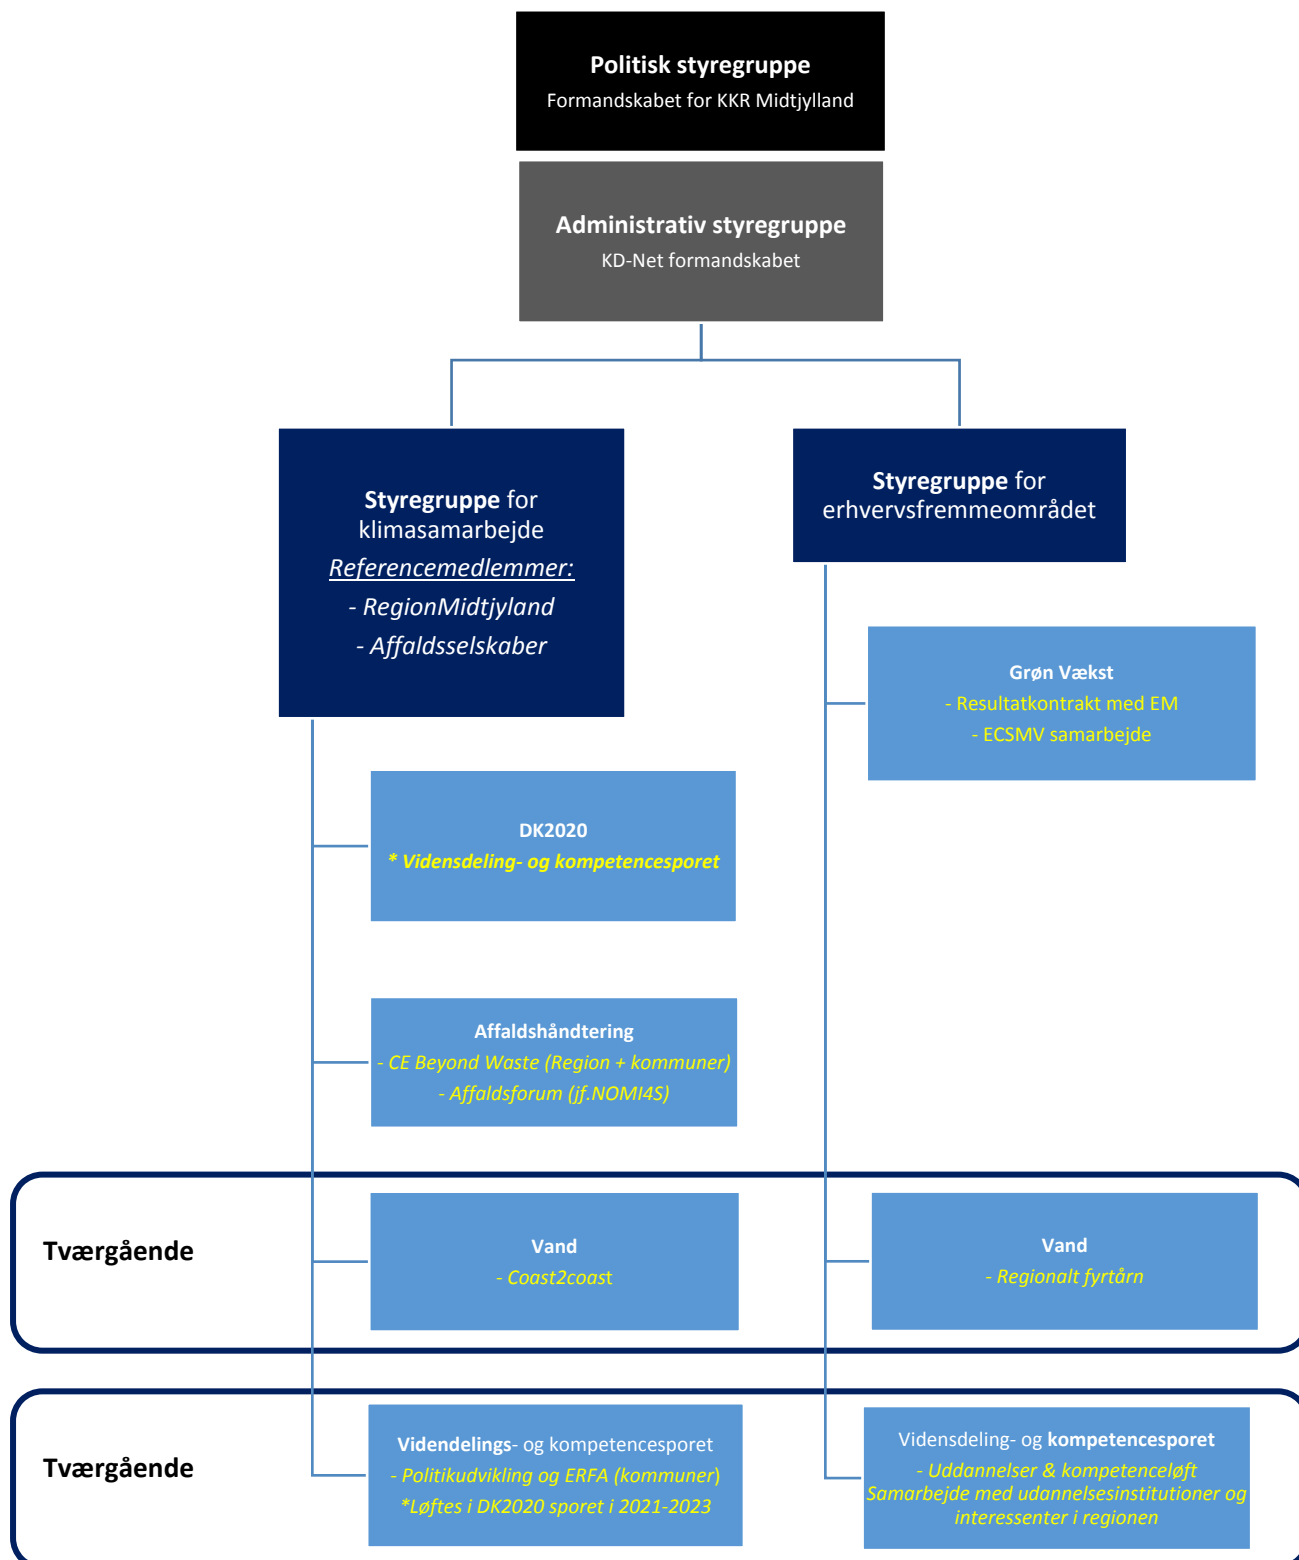 Politisk styregruppe
Formandskabet for KKR Midtjylland
Administrativ styregruppe
KD-Net formandskabet
Styregruppe for
klimasamarbejde
Referencemedlemmer:
- RegionMidtjyland
- Affaldsselskaber
Styregruppe for
erhvervsfremmeområdet
Grøn Vækst
- Resultatkontrakt med EM
- ECSMV samarbejde
DK2020
* Vidensdeling- og kompetencesporet
Affaldshåndtering
- CE Beyond Waste (Region + kommuner)
- Affaldsforum (jf.NOMI4S)
Tværgående
Vand
- Coast2coast
Vand
- Regionalt fyrtårn
Tværgående
Videndelings- og kompetencesporet
- Politikudvikling og ERFA (kommuner)
*Løftes i DK2020 sporet i 2021-2023
Vidensdeling- og kompetencesporet
- Uddannelser & kompetenceløft
Samarbejde med udannelsesinstitutioner og
interessenter i regionen